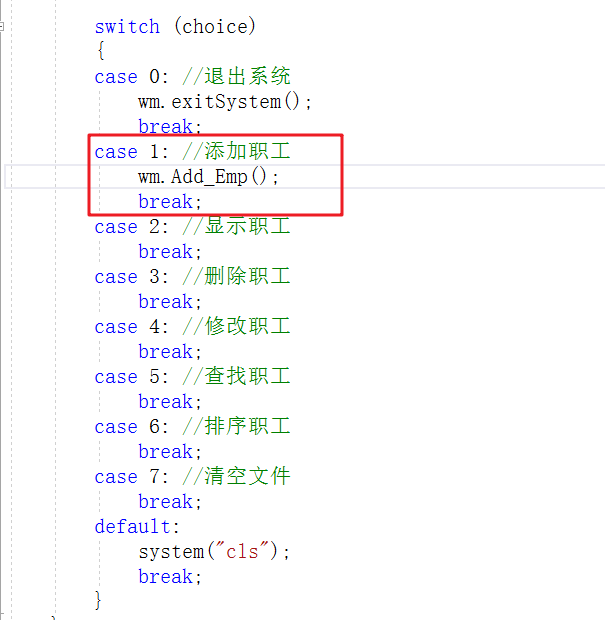 switch (choice)
{
case 0: //退出系统
wm.exitSystem();
break;
case 1: //添加职工
wm.Add_Emp();
break;
case 2: //显示职工
break;
case 3: //删除职工
break;
case 4: //修改职工
break;
case 5: //查找职工
break;
case 6: //排序职工
break;
case 7: //清空文件
break;
default:
system("cls");
break;
}